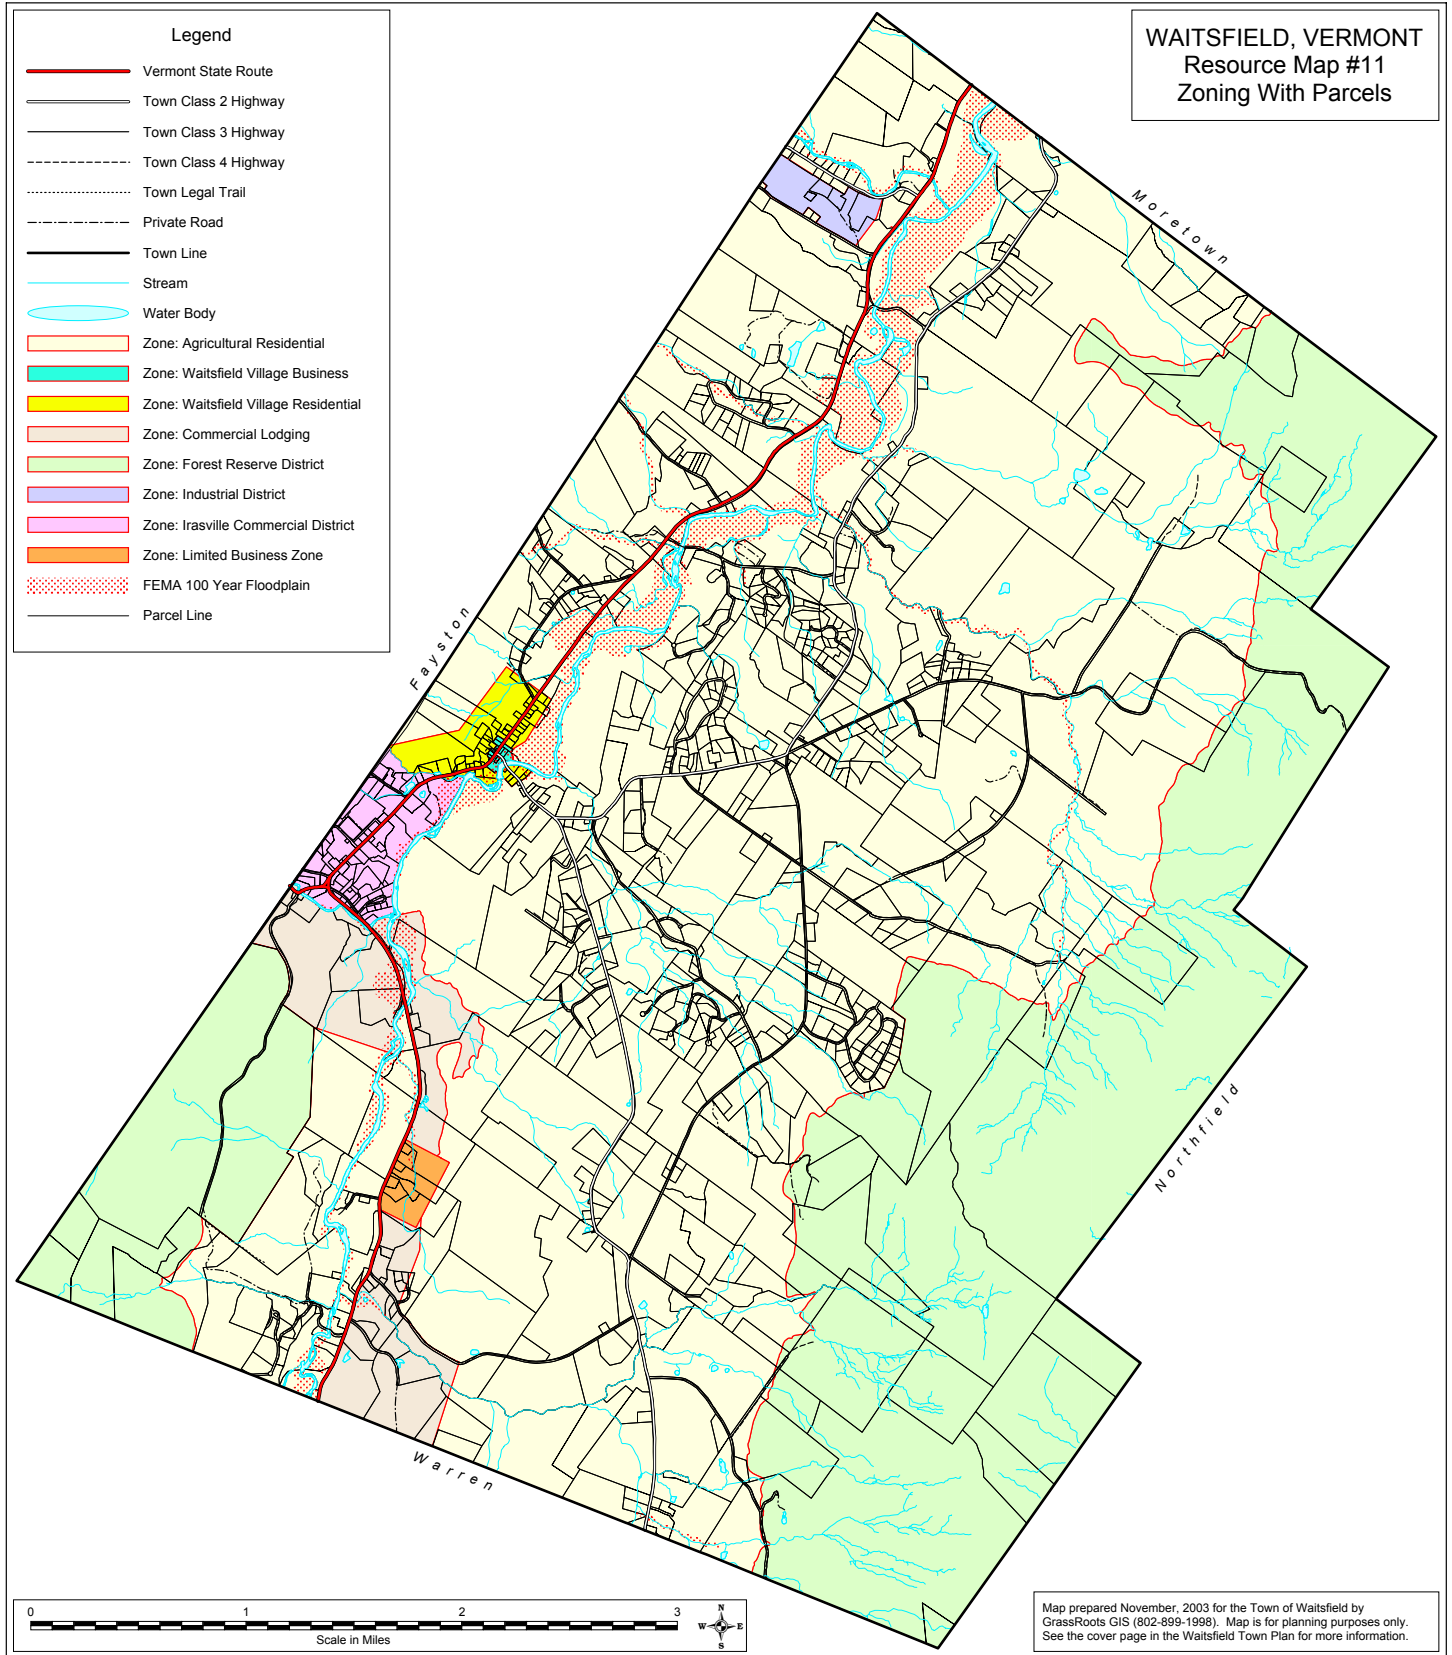 Legend
Vermont State Route
Town Class 2 Highway
Town Class 3 Highway
Town Class 4 Highway
Town Legal Trail
Private Road
Town Line
Stream
Water Body
Zone: Agricultural Residential
Zone: Waitsfield Village Business
Zone: Waitsfield Village Residential
Zone: Commercial Lodging
Zone: Forest Reserve District
Zone: Industrial District
Zone: Irasville Commercial District
Zone: Limited Business Zone
FEMA 100 Year Floodplain
Parcel Line
WAITSFIELD, VERMONT
Resource Map #11
Zoning With Parcels
Moretown
Fayston
Northfield
Warren
0 1 2 3
Scale in Miles
N
W E
S
Map prepared November, 2003 for the Town of Waitsfield by
GrassRoots GIS (802-899-1998). Map is for planning purposes only.
See the cover page in the Waitsfield Town Plan for more information.